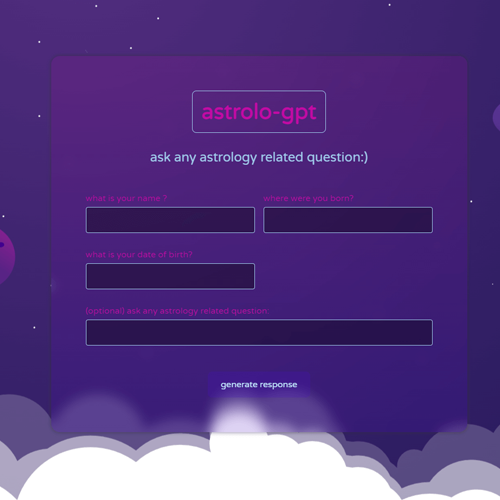 astrolo-gpt
ask any astrology related question:)
what is your name ?
where were you born?
what is your date of birth?
(optional) ask any astrology related question:
generate response